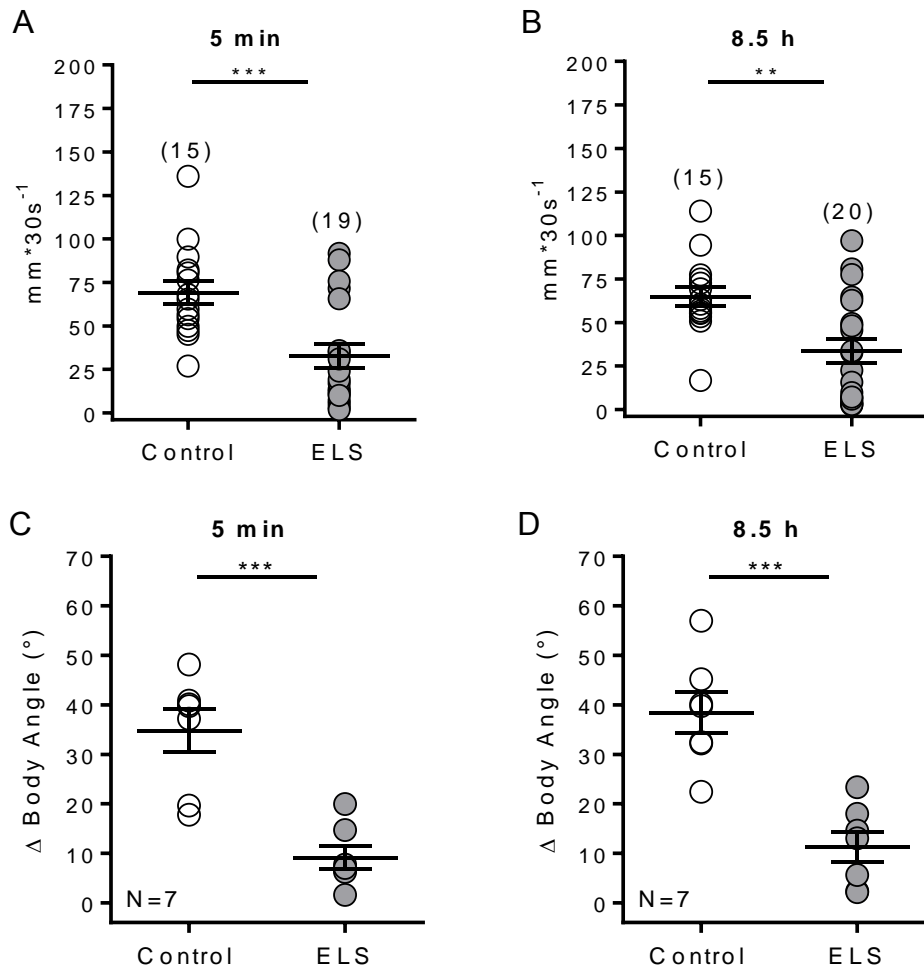 A
5 min
200
175
150
125
100
75
50
25
0
mm*30s⁻¹
***
(15)
(19)
Control
ELS
B
8.5 h
200
175
150
125
100
75
50
25
0
mm*30s⁻¹
**
(15)
(20)
Control
ELS
C
5 min
70
60
50
40
30
20
10
0
Δ Body Angle (°)
***
N=7
Control
ELS
D
8.5 h
70
60
50
40
30
20
10
0
Δ Body Angle (°)
***
N=7
Control
ELS